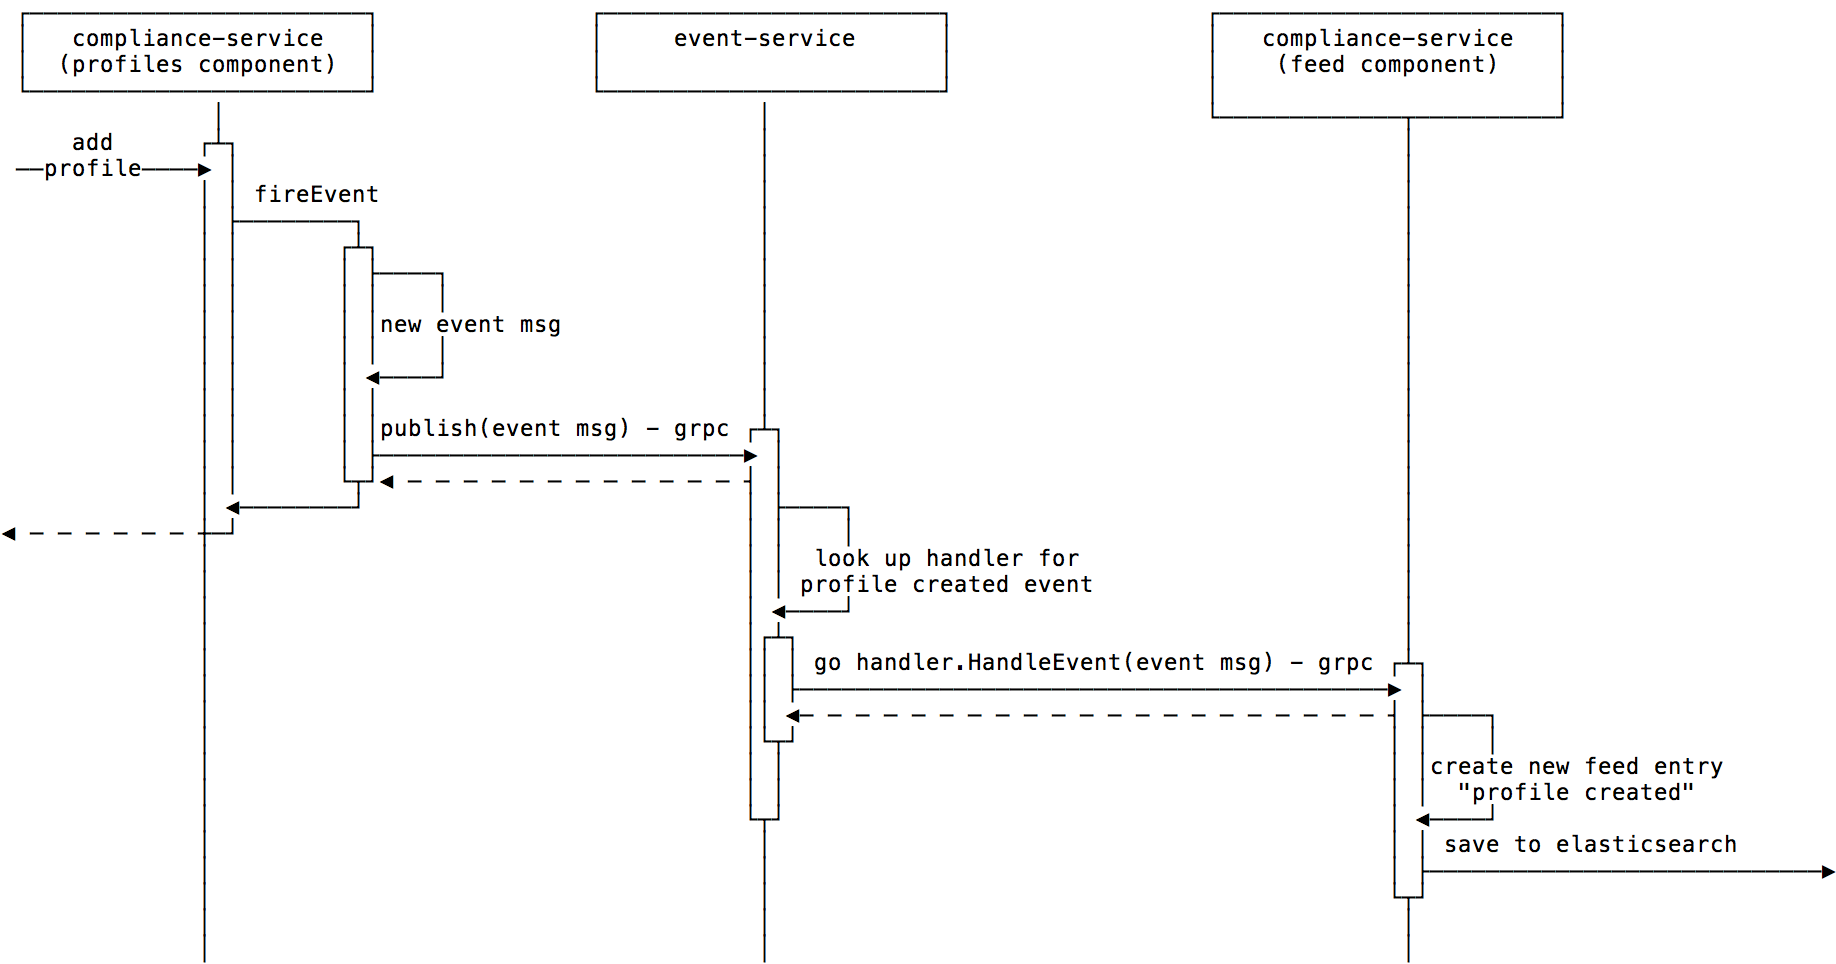 compliance-service
(profiles component)
event-service
compliance-service
(feed component)
add
profile
fireEvent
new event msg
publish(event msg) - grpc
look up handler for
profile created event
go handler.HandleEvent(event msg) - grpc
create new feed entry
"profile created"
save to elasticsearch